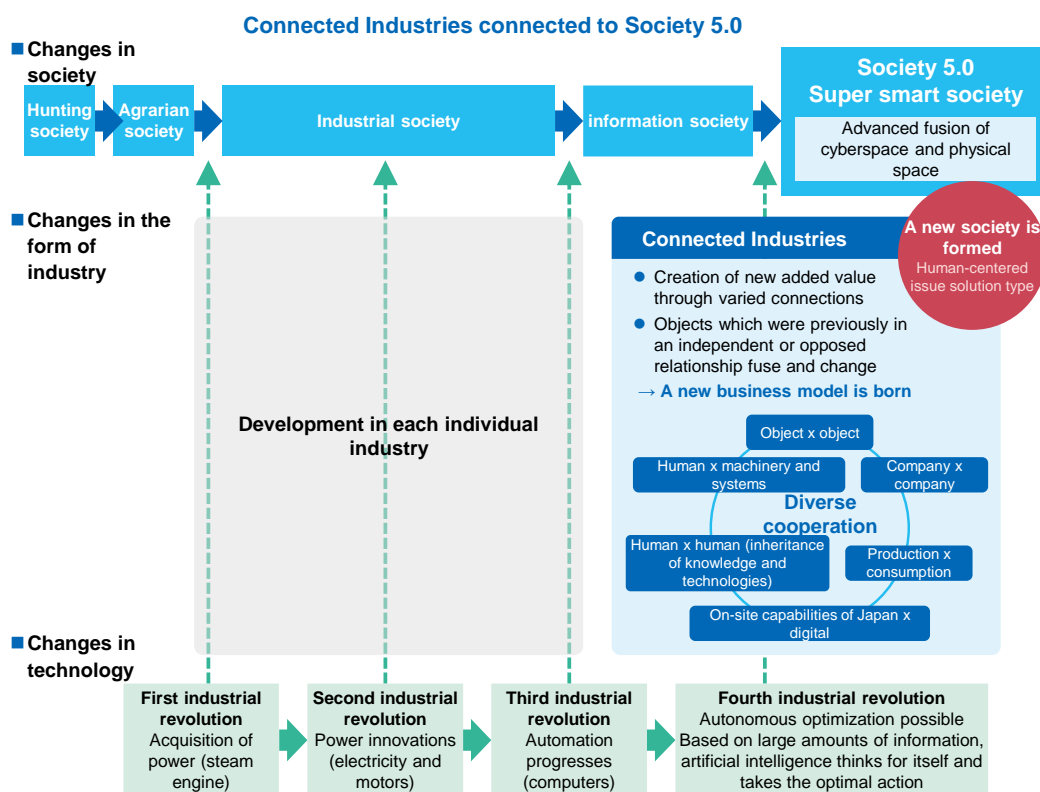 Connected Industries connected to Society 5.0
Changes in
society
Hunting
society
Agrarian
society
Industrial society
information society
Society 5.0
Super smart society
Advanced fusion of
cyberspace and physical
space
Changes in the
form of
industry
Development in each individual
industry
Connected Industries
A new society is
formed
Human-centered
issue solution type
Creation of new added value
through varied connections
Objects which were previously in
an independent or opposed
relationship fuse and change
→ A new business model is born
Object x object
Human x machinery and
systems
Company x
company
Diverse
cooperation
Human x human (inheritance
of knowledge and
technologies)
Production x
consumption
On-site capabilities of Japan x
digital
Changes in
technology
First industrial
revolution
Acquisition of
power (steam
engine)
Second industrial
revolution
Power innovations
(electricity and
motors)
Third industrial
revolution
Automation
progresses
(computers)
Fourth industrial revolution
Autonomous optimization possible
Based on large amounts of information,
artificial intelligence thinks for itself and
takes the optimal action